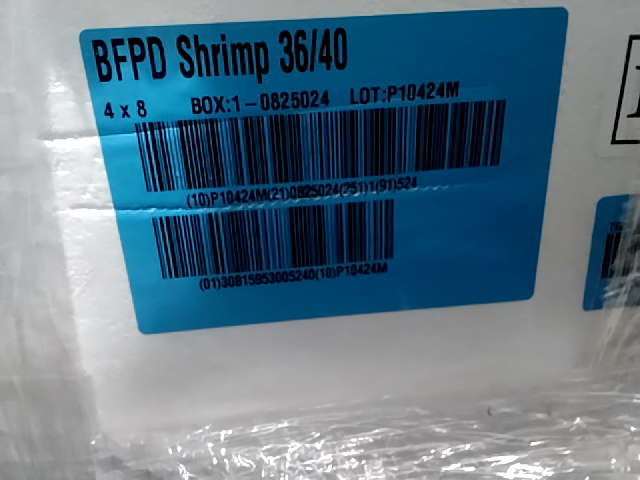 BFPD Shrimp 36/40
4 x 8 BOX:1-0825024 LOT:P10424M
(10)P10424M(21)0825024(251)1(91)524
(01)30815953005240(10)P10424M